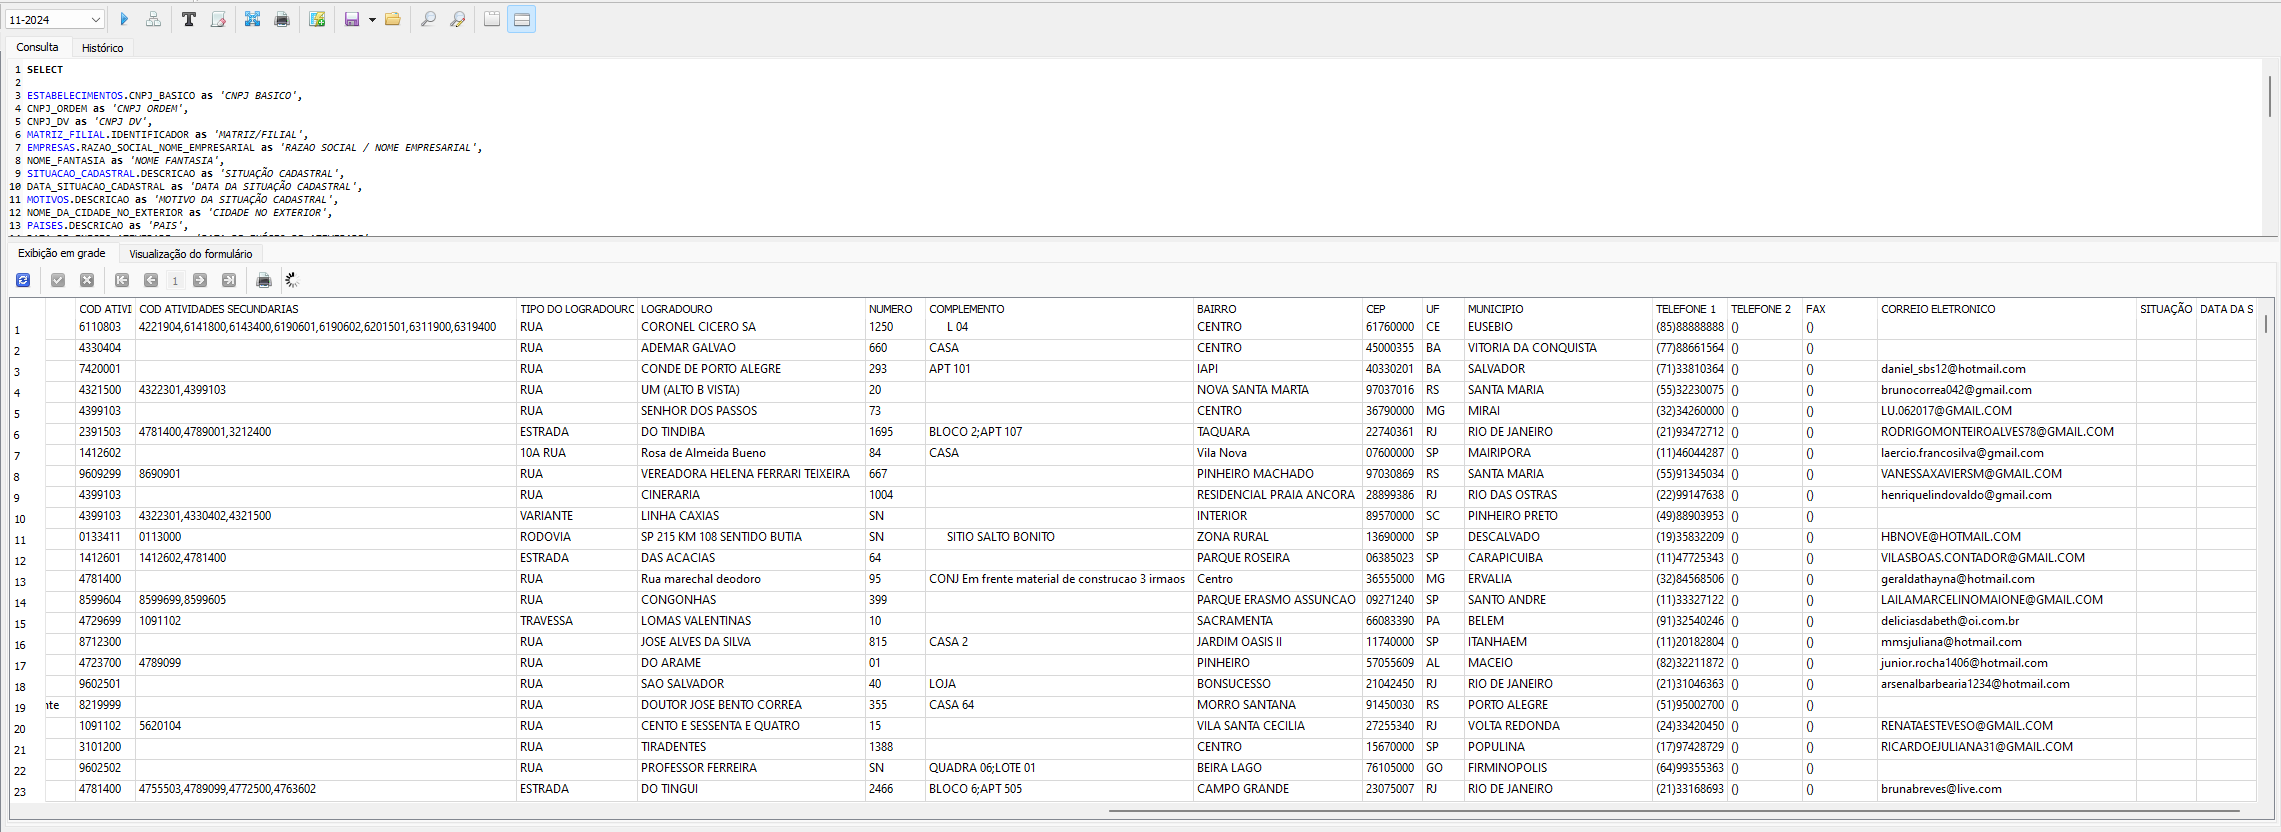 11-2024
Consulta Histórico
1 SELECT
2
3 ESTABELECIMENTOS.CNPJ_BASICO as 'CNPJ BASICO',
4 CNPJ_ORDEM as 'CNPJ ORDEM',
5 CNPJ_DV as 'CNPJ DV',
6 MATRIZ_FILIAL.IDENTIFICADOR as 'MATRIZ/FILIAL',
7 EMPRESAS.RAZAO_SOCIAL_NOME_EMPRESARIAL as 'RAZAO SOCIAL / NOME EMPRESARIAL',
8 NOME_FANTASIA as 'NOME FANTASIA',
9 SITUACAO_CADASTRAL.DESCRICAO as 'SITUAÇÃO CADASTRAL',
10 DATA_SITUACAO_CADASTRAL as 'DATA DA SITUAÇÃO CADASTRAL',
11 MOTIVOS.DESCRICAO as 'MOTIVO DA SITUAÇÃO CADASTRAL',
12 NOME_DA_CIDADE_NO_EXTERIOR as 'CIDADE NO EXTERIOR',
13 PAISES.DESCRICAO as 'PAIS',
Exibição em grade Visualização do formulário
1
COD ATIVI COD ATIVIDADES SECUNDARIAS TIPO DO LOGRADOURO LOGRADOURO NUMERO COMPLEMENTO BAIRRO CEP UF MUNICIPIO TELEFONE 1 TELEFONE 2 FAX CORREIO ELETRONICO SITUAÇÃO DATA DA S
1 6110803 4221904,6141800,6143400,6190601,6190602,6201501,6311900,6319400 RUA CORONEL CICERO SA 1250 L 04 CENTRO 61760000 CE EUSEBIO (85)88888888 () ()
2 4330404 RUA ADEMAR GALVAO 660 CASA CENTRO 45000355 BA VITORIA DA CONQUISTA (77)88661564 () ()
3 7420001 RUA CONDE DE PORTO ALEGRE 293 APT 101 IAPI 40330201 BA SALVADOR (71)33810364 () () daniel_sbs12@hotmail.com
4 4321500 4322301,4399103 RUA UM (ALTO B VISTA) 20 NOVA SANTA MARTA 97037016 RS SANTA MARIA (55)32230075 () () brunocorrea042@gmail.com
5 4399103 RUA SENHOR DOS PASSOS 73 CENTRO 36790000 MG MIRAI (32)34260000 () () LU.062017@GMAIL.COM
6 2391503 4781400,4789001,3212400 ESTRADA DO TINDIBA 1695 BLOCO 2;APT 107 TAQUARA 22740361 RJ RIO DE JANEIRO (21)93472712 () () RODRIGOMONTEIROALVES78@GMAIL.COM
7 1412602 10A RUA Rosa de Almeida Bueno 84 CASA Vila Nova 07600000 SP MAIRIPORA (11)46044287 () () laercio.francosilva@gmail.com
8 9609299 8690901 RUA VEREADORA HELENA FERRARI TEIXEIRA 667 PINHEIRO MACHADO 97030869 RS SANTA MARIA (55)91345034 () () VANESSAXAVIERSM@GMAIL.COM
9 4399103 RUA CINERARIA 1004 RESIDENCIAL PRAIA ANCORA 28899386 RJ RIO DAS OSTRAS (22)99147638 () () henriquelindovaldo@gmail.com
10 4399103 4322301,4330402,4321500 VARIANTE LINHA CAXIAS SN INTERIOR 89570000 SC PINHEIRO PRETO (49)88903953 () ()
11 0133411 0113000 RODOVIA SP 215 KM 108 SENTIDO BUTIA SN SITIO SALTO BONITO ZONA RURAL 13690000 SP DESCALVADO (19)35832209 () () HBNOVE@HOTMAIL.COM
12 1412601 1412602,4781400 ESTRADA DAS ACACIAS 64 PARQUE ROSEIRA 06385023 SP CARAPICUIBA (11)47725343 () () VILASBOAS.CONTADOR@GMAIL.COM
13 4781400 RUA Rua marechal deodoro 95 CONJ Em frente material de construcao 3 irmaos Centro 36555000 MG ERVALIA (32)84568506 () () geraldathayna@hotmail.com
14 8599604 8599699,8599605 RUA CONGONHAS 399 PARQUE ERASMO ASSUNCAO 09271240 SP SANTO ANDRE (11)33327122 () () LAILAMARCELINOMAIONE@GMAIL.COM
15 4729699 1091102 TRAVESSA LOMAS VALENTINAS 10 SACRAMENTA 66083390 PA BELEM (91)32540246 () () deliciasdabeth@oi.com.br
16 8712300 RUA JOSE ALVES DA SILVA 815 CASA 2 JARDIM OASIS II 11740000 SP ITANHAEM (11)20182804 () () mmsjuliana@hotmail.com
17 4723700 4789099 RUA DO ARAME 01 PINHEIRO 57055609 AL MACEIO (82)32211872 () () junior.rocha1406@hotmail.com
18 9602501 RUA SAO SALVADOR 40 LOJA BONSUCESSO 21042450 RJ RIO DE JANEIRO (21)31046363 () () arsenalbarbearia1234@hotmail.com
19 nte 8219999 RUA DOUTOR JOSE BENTO CORREA 355 CASA 64 MORRO SANTANA 91450030 RS PORTO ALEGRE (51)95002700 () ()
20 1091102 5620104 RUA CENTO E SESSENTA E QUATRO 15 VILA SANTA CECILIA 27255340 RJ VOLTA REDONDA (24)33420450 () () RENATAESTEVESO@GMAIL.COM
21 3101200 RUA TIRADENTES 1388 CENTRO 15670000 SP POPULINA (17)97428729 () () RICARDOEJULIANA31@GMAIL.COM
22 9602502 RUA PROFESSOR FERREIRA SN QUADRA 06;LOTE 01 BEIRA LAGO 76105000 GO FIRMINOPOLIS (64)99355363 () ()
23 4781400 4755503,4789099,4772500,4763602 ESTRADA DO TINGUI 2466 BLOCO 6;APT 505 CAMPO GRANDE 23075007 RJ RIO DE JANEIRO (21)33168693 () () brunabreves@live.com